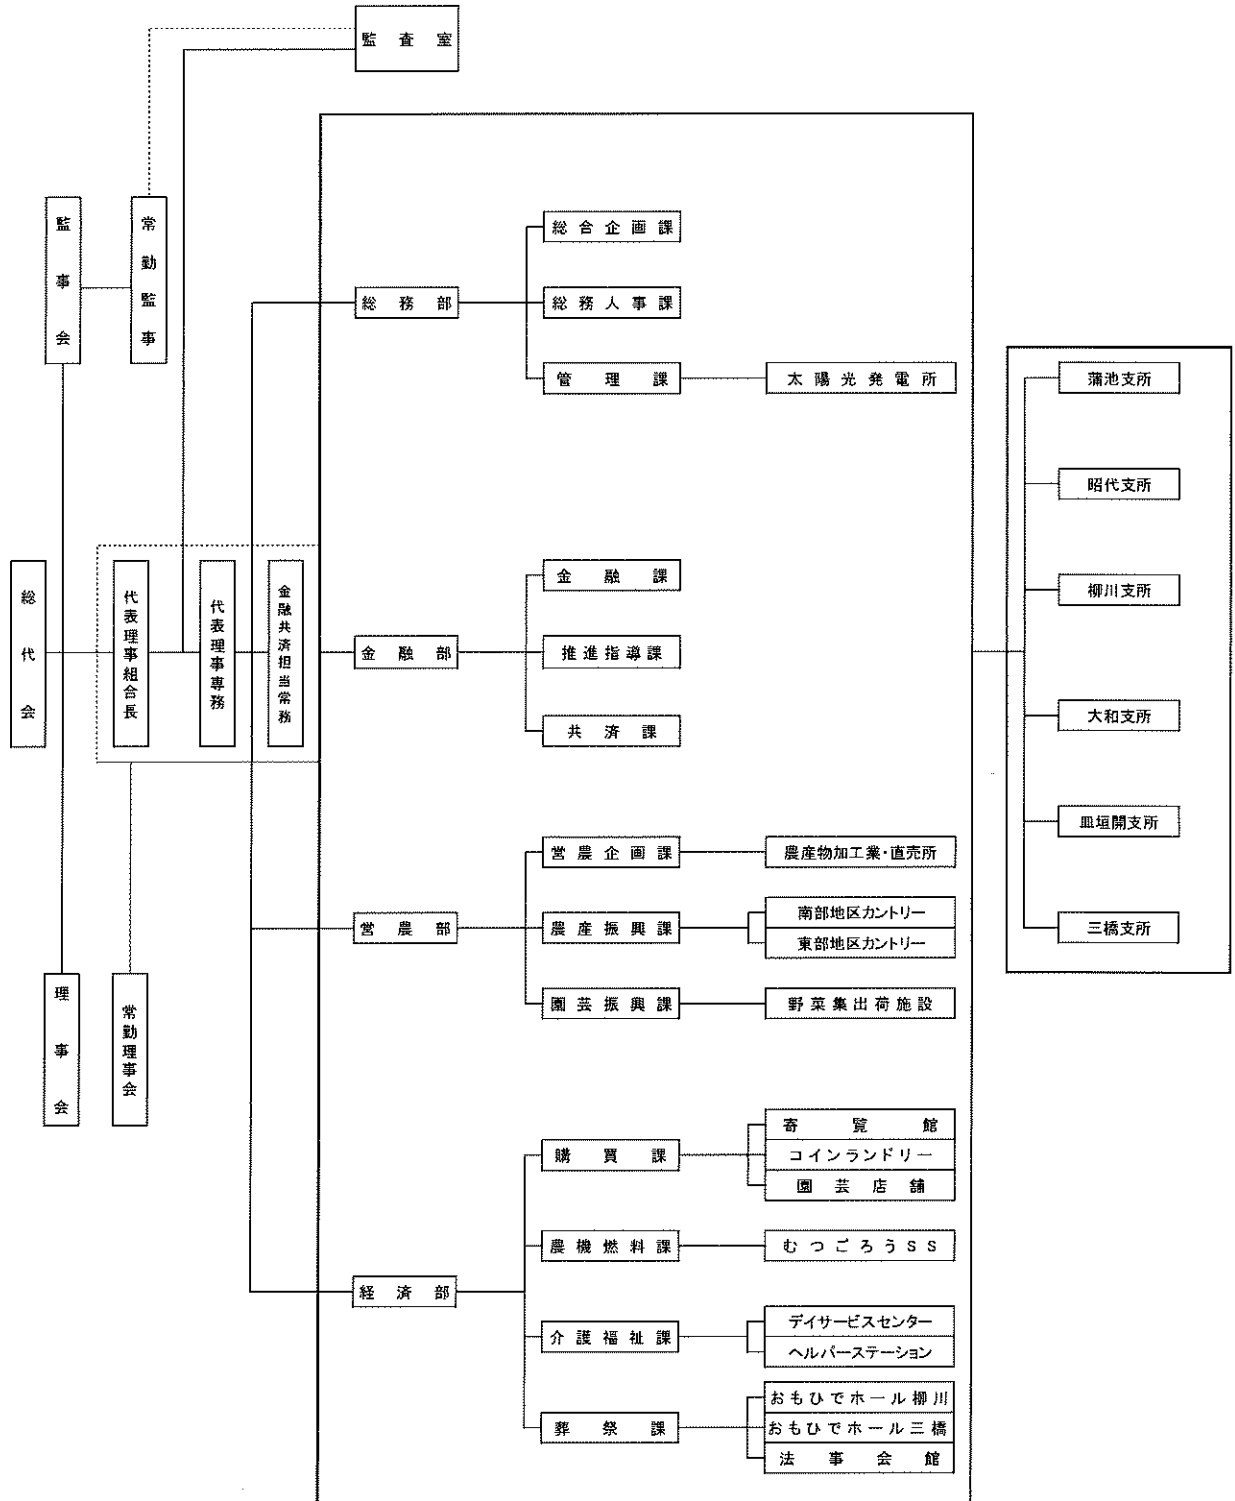 監査室
監事会
常勤監事
総代会
代表理事組合長
代表理事専務
金融共済担当常務
理事会
常勤理事会
総務部
総合企画課
総務人事課
管理課
太陽光発電所
金融部
金融課
推進指導課
共済課
営農部
営農企画課
農産物加工業・直売所
農産振興課
南部地区カントリー
東部地区カントリー
園芸振興課
野菜集出荷施設
経済部
購買課
寄覧館
コインランドリー
園芸店舗
農機燃料課
むつごろうSS
介護福祉課
デイサービスセンター
ヘルパーステーション
葬祭課
おもひでホール柳川
おもひでホール三橋
法事会館
蒲池支所
昭代支所
柳川支所
大和支所
皿垣開支所
三橋支所